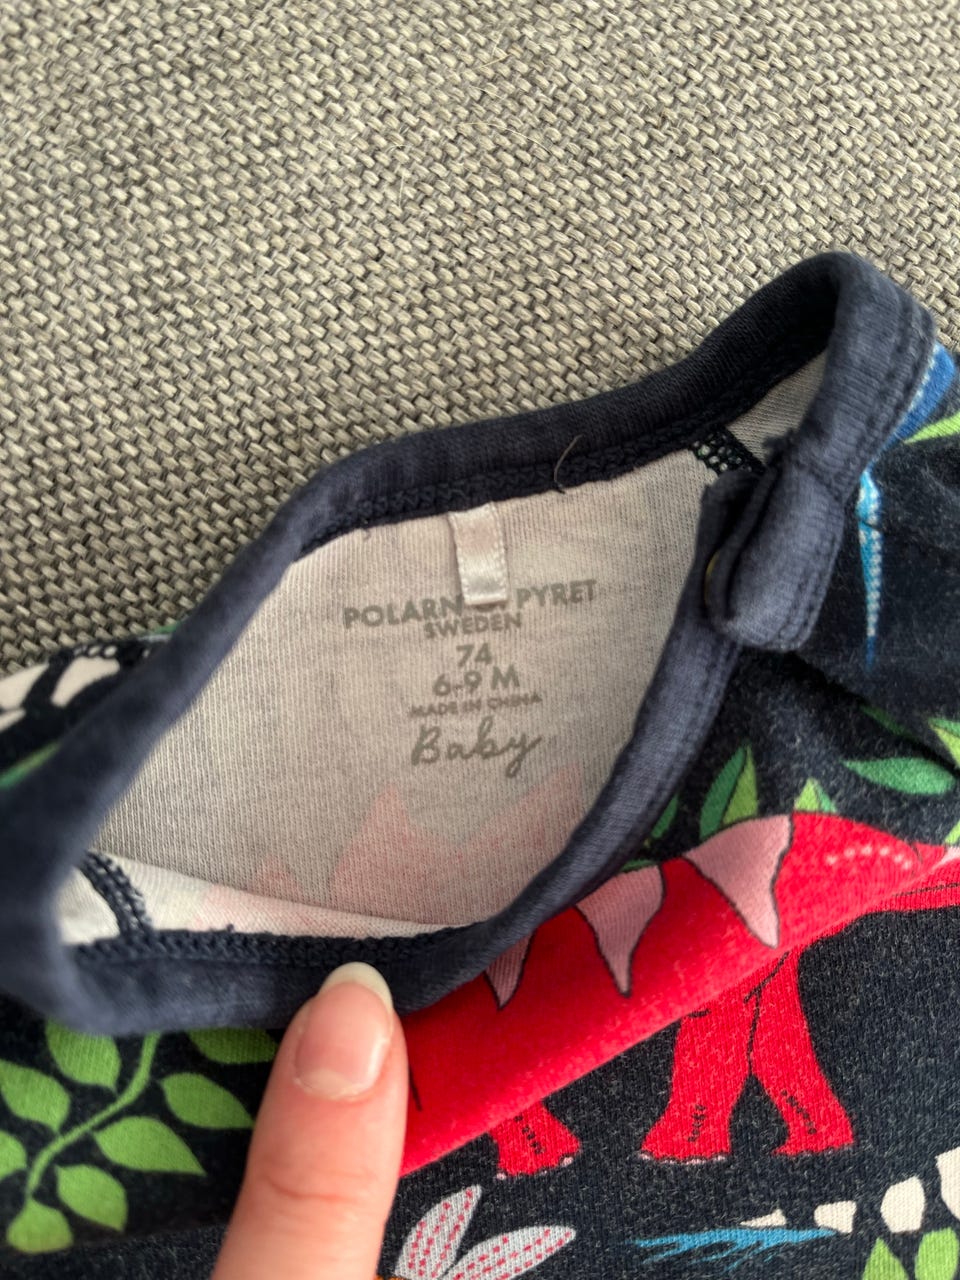 POLARN PYRET
SWEDEN
74
6-9 M
MADE IN CHINA
Baby